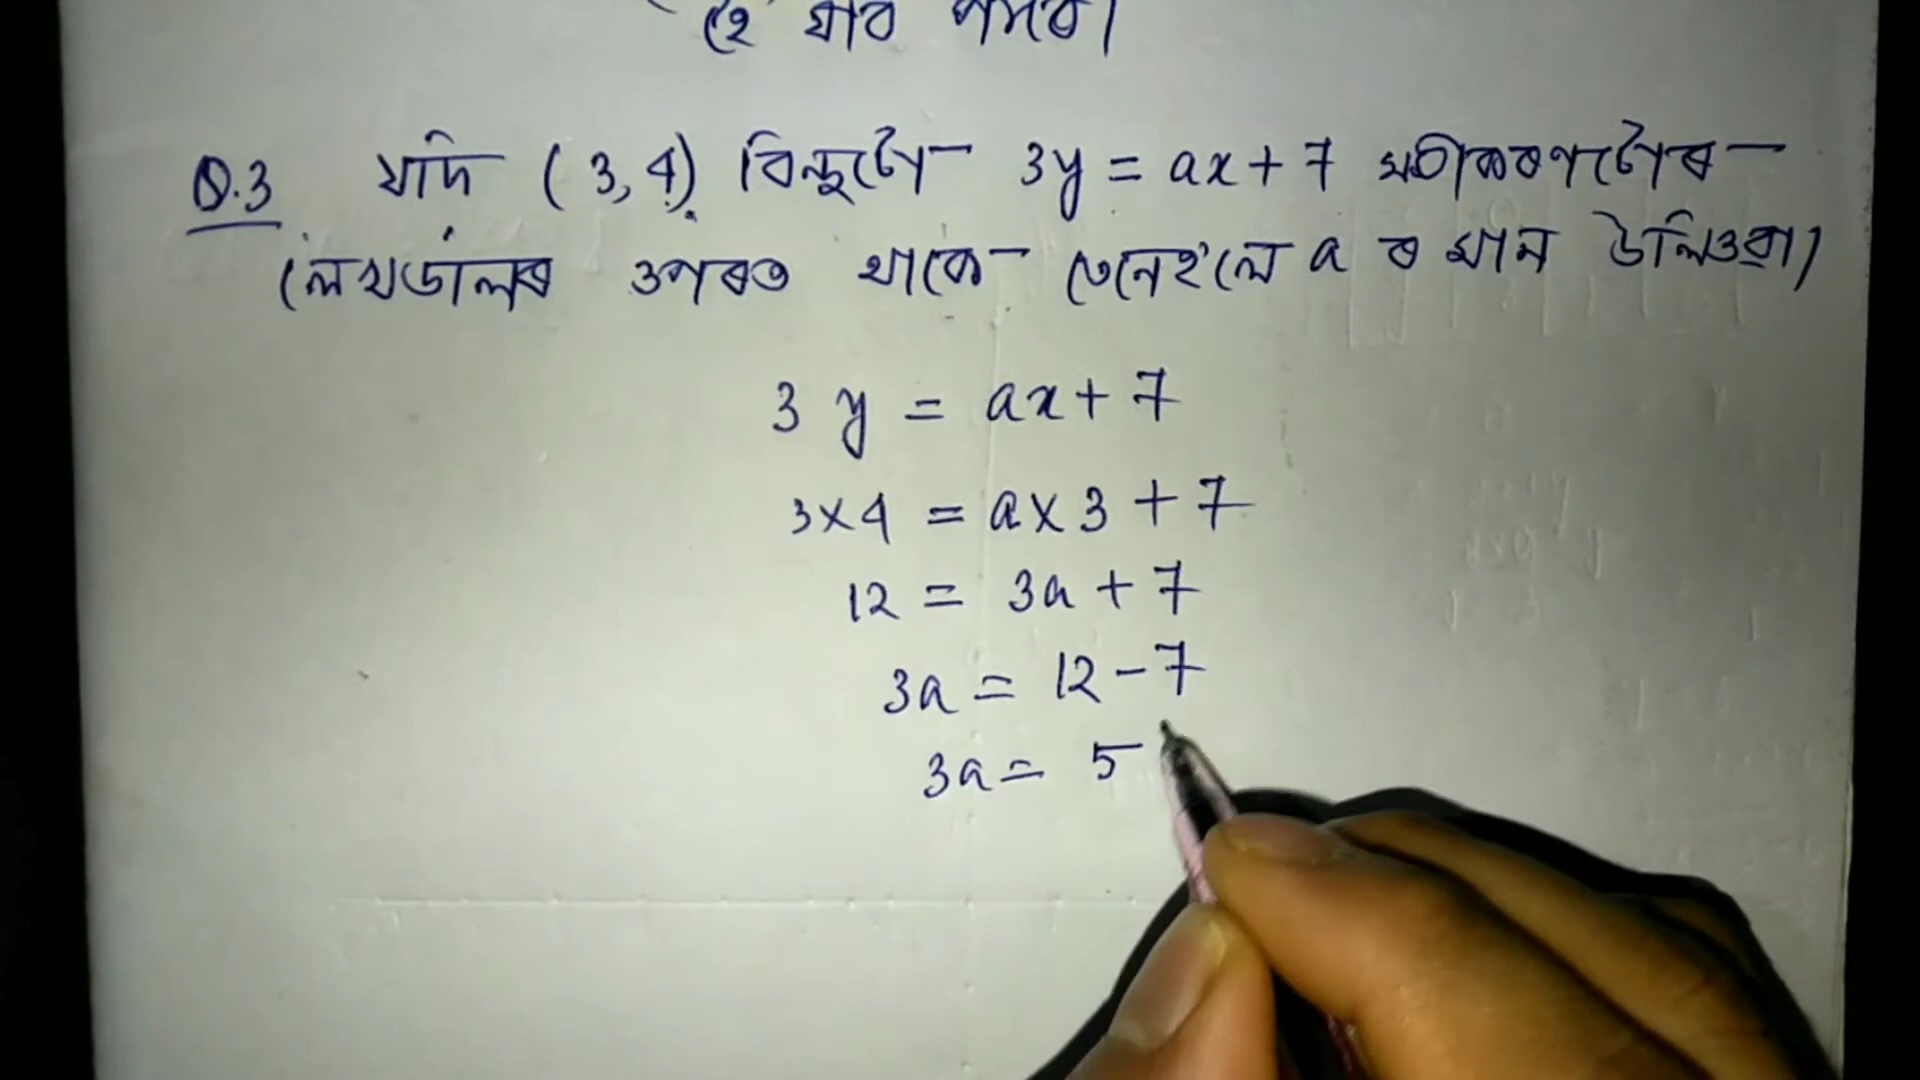 হে যাব পাৰে।
Q.3 যদি (3,4) বিন্দুটো 3y = ax + 7 সমীকৰণটোৰ
লেখডালৰ ওপৰত থাকে তেনেহ'লে a ৰ মান উলিওৱা।
3 y = ax + 7
3 x 4 = a x 3 + 7
12 = 3a + 7
3a = 12 - 7
3a = 5